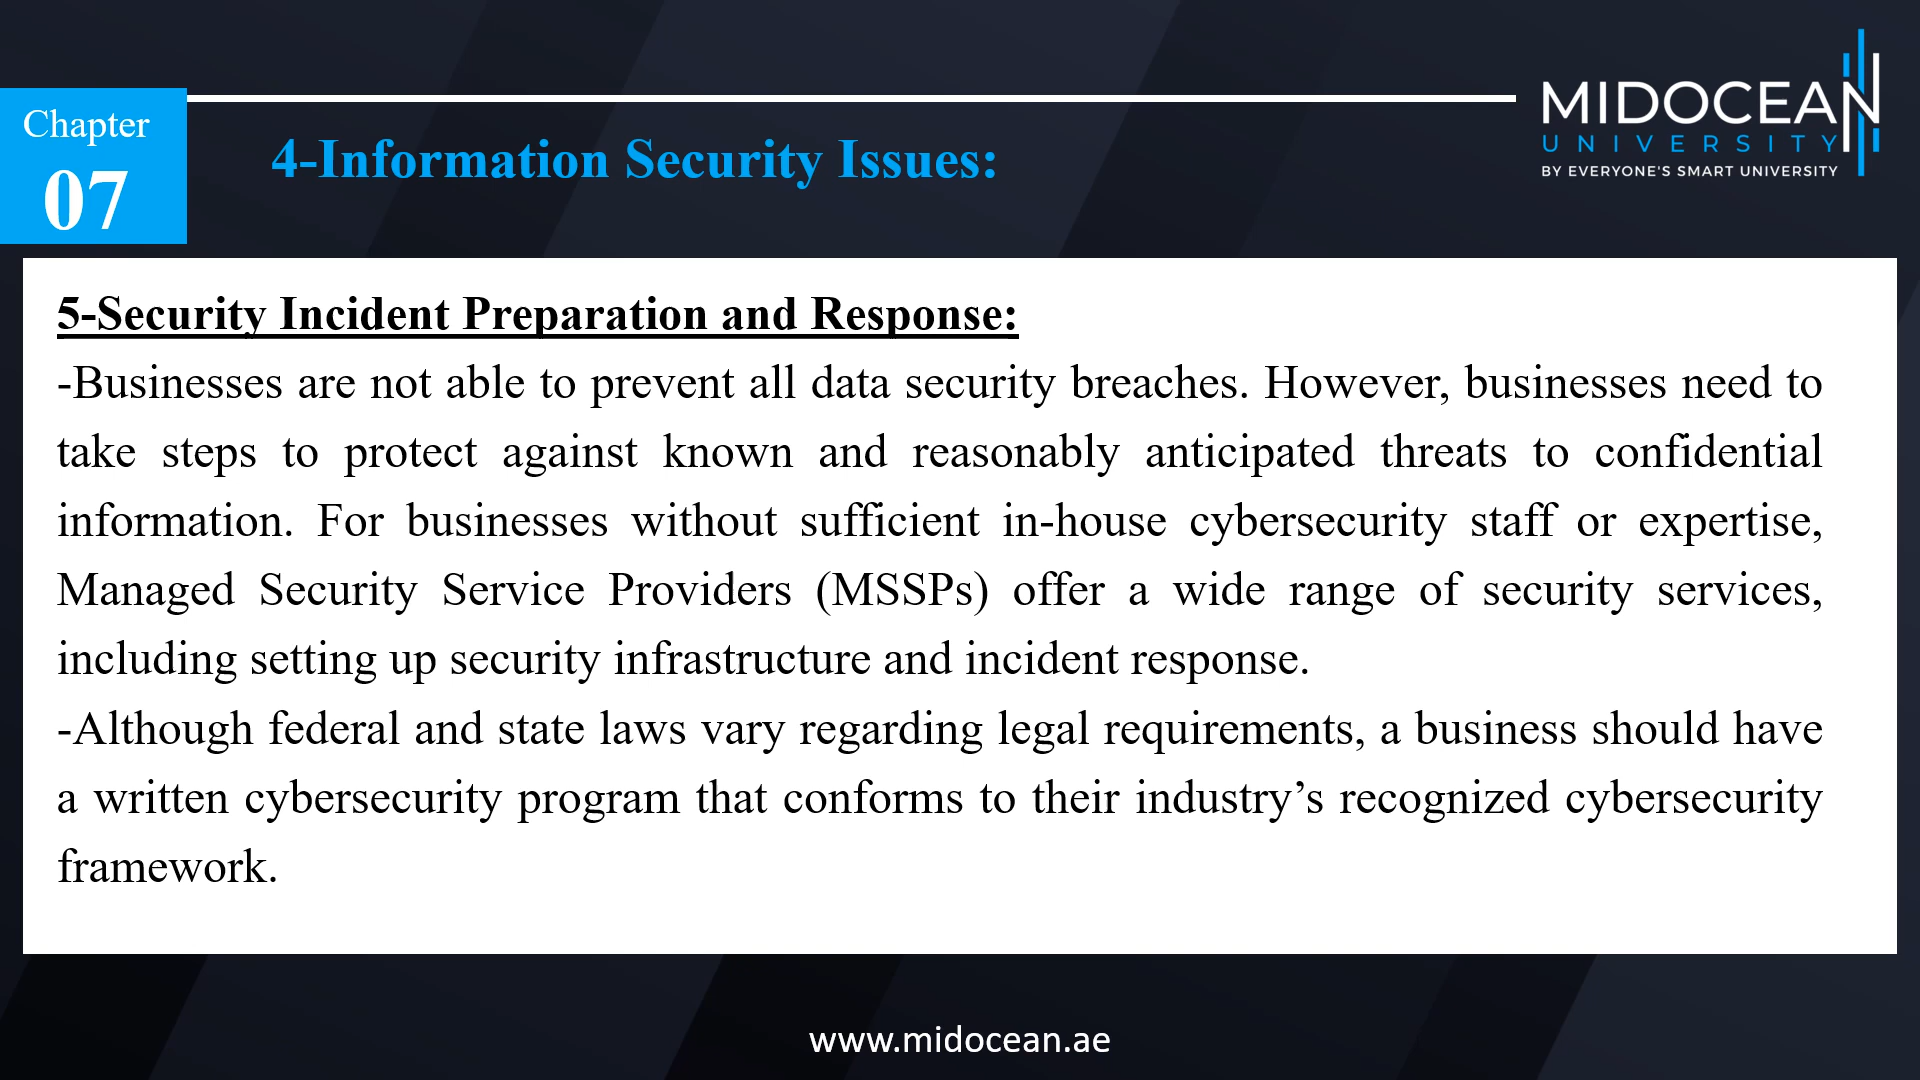 Chapter
07
4-Information Security Issues:
MIDOCEAN
UNIVERSITY
BY EVERYONE'S SMART UNIVERSITY
5-Security Incident Preparation and Response:
-Businesses are not able to prevent all data security breaches. However, businesses need to
take steps to protect against known and reasonably anticipated threats to confidential
information. For businesses without sufficient in-house cybersecurity staff or expertise,
Managed Security Service Providers (MSSPs) offer a wide range of security services,
including setting up security infrastructure and incident response.
-Although federal and state laws vary regarding legal requirements, a business should have
a written cybersecurity program that conforms to their industry’s recognized cybersecurity
framework.
www.midocean.ae